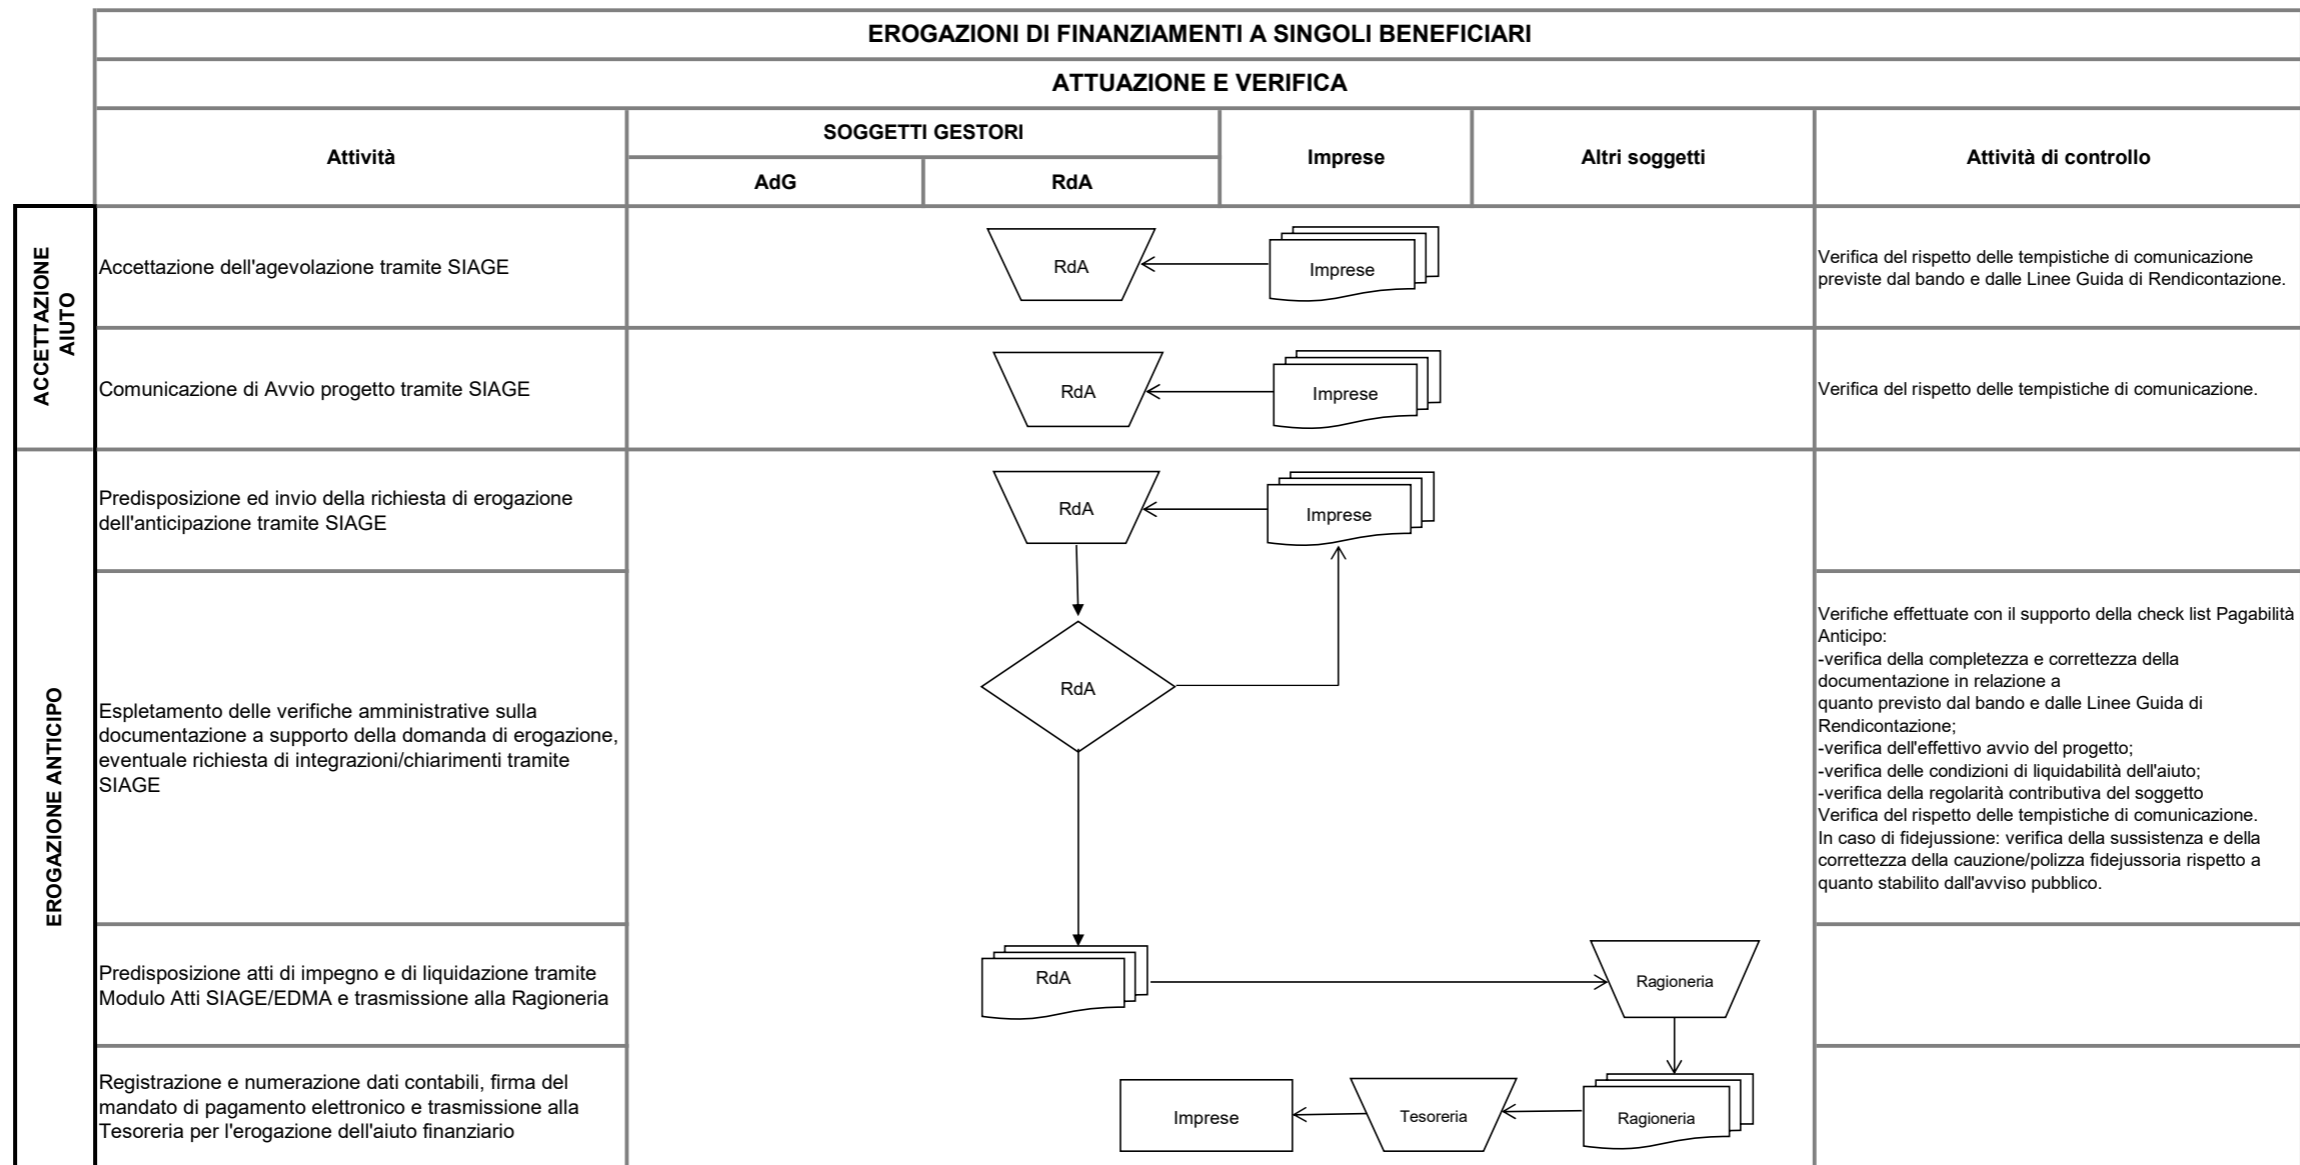 EROGAZIONI DI FINANZIAMENTI A SINGOLI BENEFICIARI
ATTUAZIONE E VERIFICA
Attività
SOGGETTI GESTORI
AdG
RdA
Imprese
Altri soggetti
Attività di controllo
ACCETTAZIONE
AIUTO
Accettazione dell'agevolazione tramite SIAGE
RdA
Imprese
Verifica del rispetto delle tempistiche di comunicazione
previste dal bando e dalle Linee Guida di Rendicontazione.
Comunicazione di Avvio progetto tramite SIAGE
RdA
Imprese
Verifica del rispetto delle tempistiche di comunicazione.
EROGAZIONE ANTICIPO
Predisposizione ed invio della richiesta di erogazione
dell'anticipazione tramite SIAGE
RdA
Imprese
Espletamento delle verifiche amministrative sulla
documentazione a supporto della domanda di erogazione,
eventuale richiesta di integrazioni/chiarimenti tramite
SIAGE
RdA
Verifiche effettuate con il supporto della check list Pagabilità
Anticipo:
-verifica della completezza e correttezza della
documentazione in relazione a
quanto previsto dal bando e dalle Linee Guida di
Rendicontazione;
-verifica dell'effettivo avvio del progetto;
-verifica delle condizioni di liquidabilità dell'aiuto;
-verifica della regolarità contributiva del soggetto
Verifica del rispetto delle tempistiche di comunicazione.
In caso di fidejussione: verifica della sussistenza e della
correttezza della cauzione/polizza fidejussoria rispetto a
quanto stabilito dall'avviso pubblico.
Predisposizione atti di impegno e di liquidazione tramite
Modulo Atti SIAGE/EDMA e trasmissione alla Ragioneria
RdA
Ragioneria
Registrazione e numerazione dati contabili, firma del
mandato di pagamento elettronico e trasmissione alla
Tesoreria per l'erogazione dell'aiuto finanziario
Imprese
Tesoreria
Ragioneria